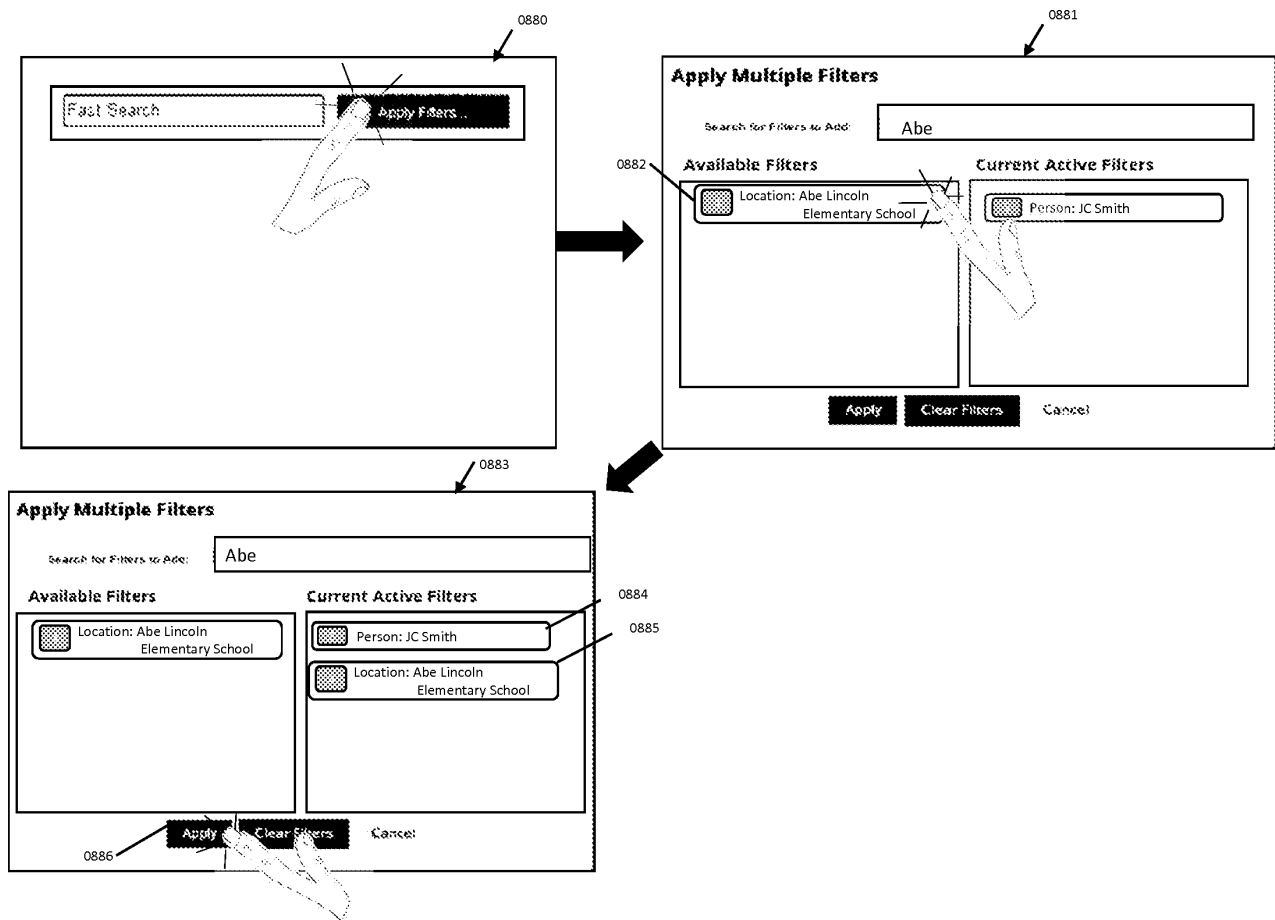 0880
Fast Search
Apply Filters...
0881
Apply Multiple Filters
Search for Filters to Add:
Abe
0882
Available Filters
Current Active Filters
Location: Abe Lincoln
Elementary School
Person: JC Smith
Apply
Clear Filters
Cancel
0883
Apply Multiple Filters
Search for Filters to Add:
Abe
Available Filters
Current Active Filters
0884
0885
Location: Abe Lincoln
Elementary School
Person: JC Smith
Location: Abe Lincoln
Elementary School
Apply
Clear Filters
Cancel
0886